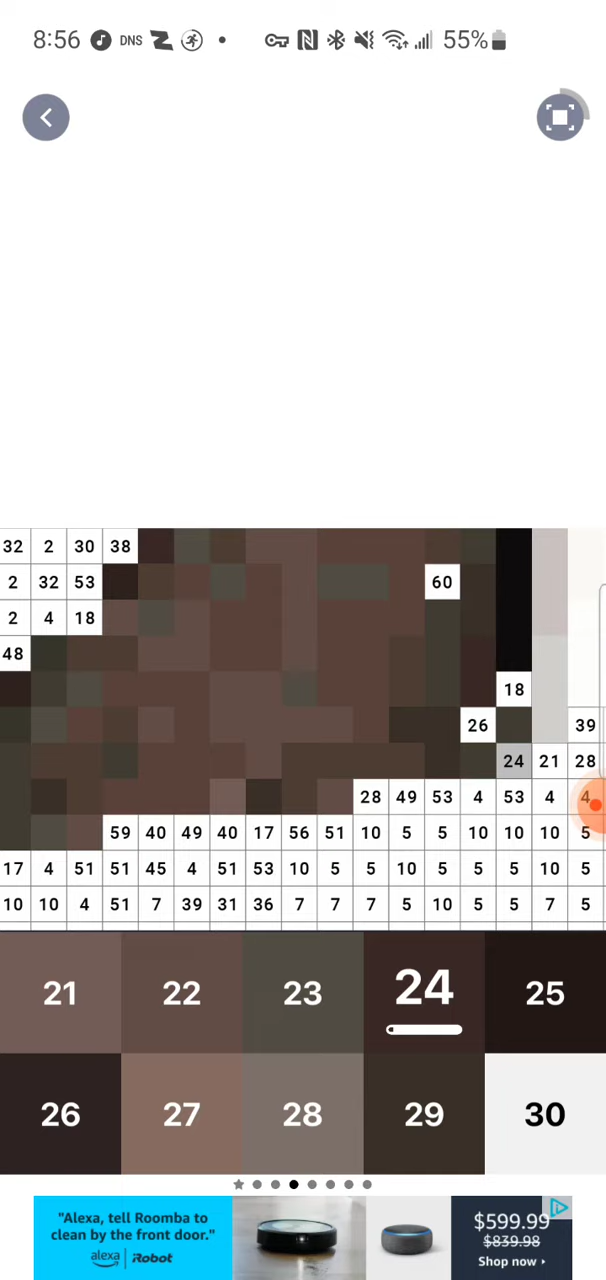 8:56 DNS 55%
32 2 30 38
2 32 53 60
2 4 18
48
18
26 39
24 21 28
28 49 53 4 53 4 4
59 40 49 40 17 56 51 10 5 5 10 10 10 5
17 4 51 51 45 4 51 53 10 5 5 10 5 5 5 10 5
10 10 4 51 7 39 31 36 7 7 7 5 10 5 5 7 5
21 22 23 24 25
26 27 28 29 30
"Alexa, tell Roomba to
clean by the front door."
alexa | iRobot
$599.99
$839.98
Shop now